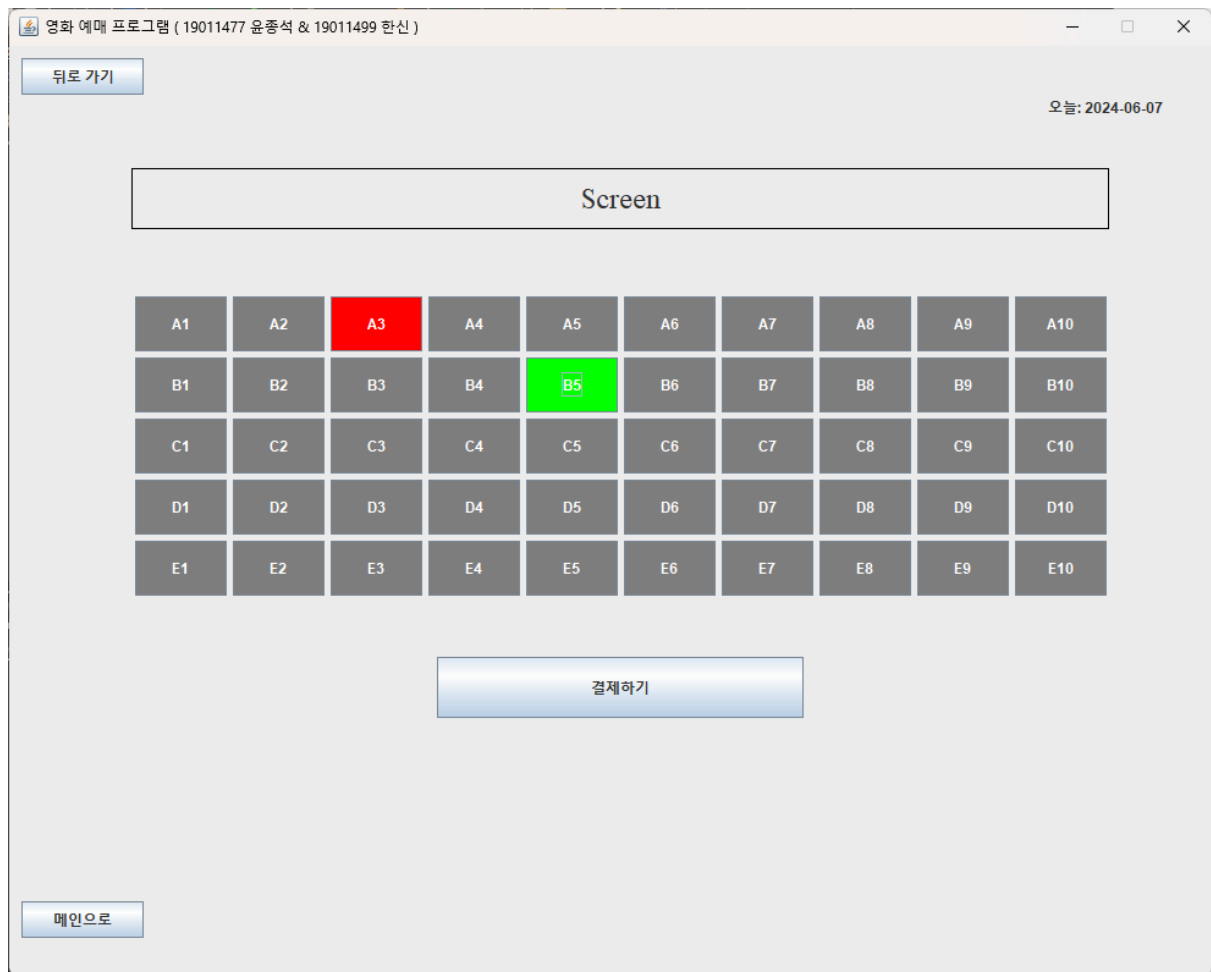 영화 예매 프로그램 ( 19011477 윤종석 & 19011499 한신 )
뒤로 가기
오늘: 2024-06-07
Screen
A1 A2 A3 A4 A5 A6 A7 A8 A9 A10
B1 B2 B3 B4 B5 B6 B7 B8 B9 B10
C1 C2 C3 C4 C5 C6 C7 C8 C9 C10
D1 D2 D3 D4 D5 D6 D7 D8 D9 D10
E1 E2 E3 E4 E5 E6 E7 E8 E9 E10
결제하기
메인으로